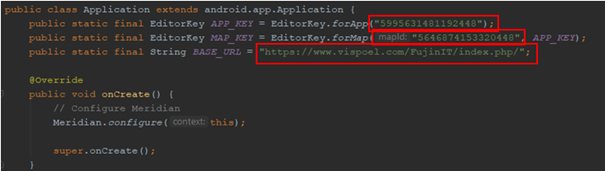 public class Application extends android.app.Application {
public static final EditorKey APP_KEY = EditorKey.forApp("5995631481192448");
public static final EditorKey MAP_KEY = EditorKey.forMap( mapId: "5646874153320448", APP_KEY);
public static final String BASE_URL = "https://www.vispoel.com/FujinIT/index.php/";
@Override
public void onCreate() {
// Configure Meridian
Meridian.configure( context: this);
super.onCreate();
}